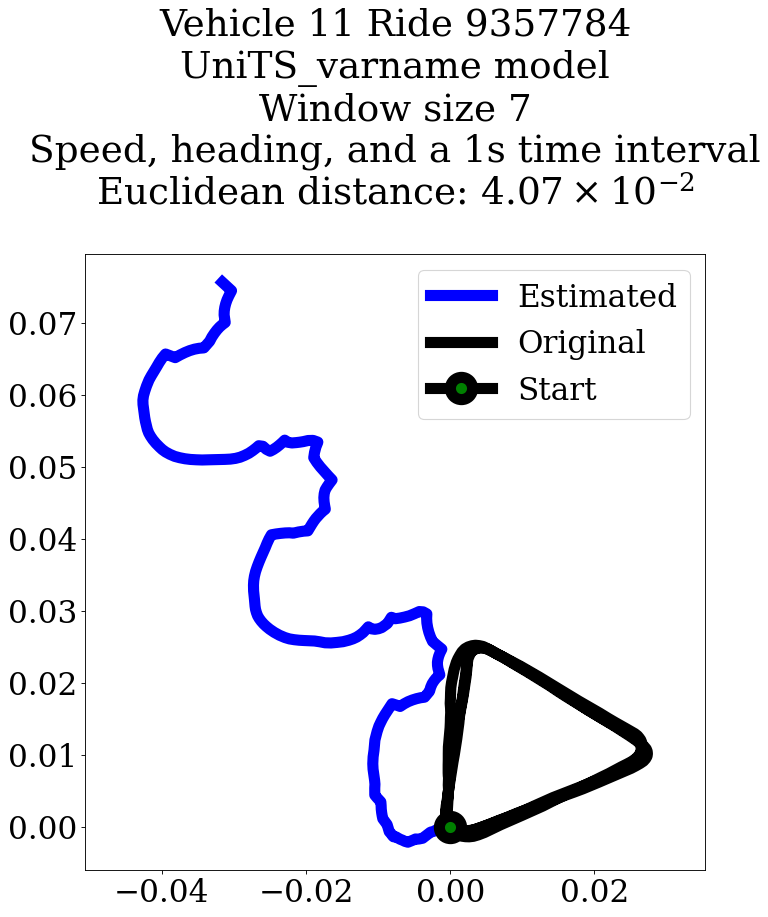 Vehicle 11 Ride 9357784
UniTS_varname model
Window size 7
Speed, heading, and a 1s time interval
Euclidean distance: 4.07 × 10⁻²
Estimated
Original
Start
0.07
0.06
0.05
0.04
0.03
0.02
0.01
0.00
−0.04 −0.02 0.00 0.02